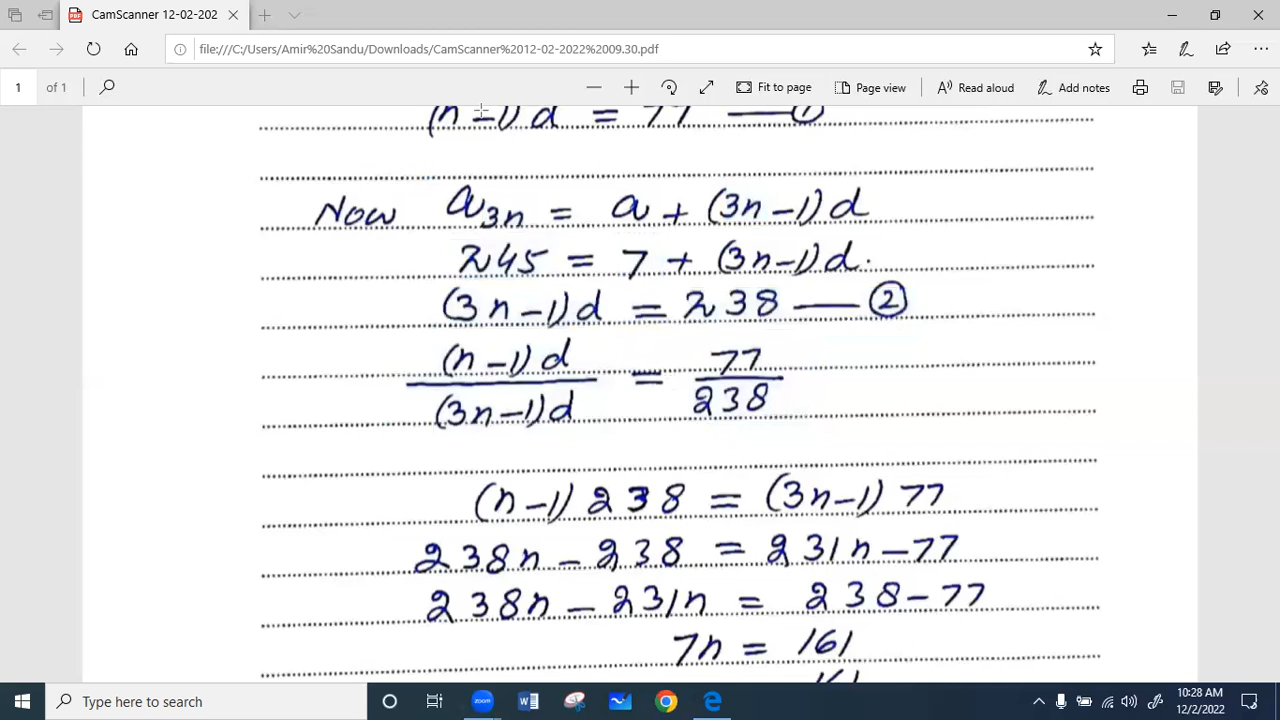 CamScanner 12-02-202
file:///C:/Users/Amir%20Sandu/Downloads/CamScanner%2012-02-2022%2009.30.pdf
1 of 1 Fit to page Page view Read aloud Add notes
(n-1)d = 77 —①
Now a₃ₙ = a + (3n-1)d
245 = 7 + (3n-1)d.
(3n-1)d = 238 —②
(n-1)d / (3n-1)d = 77 / 238
(n-1) 238 = (3n-1) 77
238n - 238 = 231n - 77
238n - 231n = 238 - 77
7n = 161
161
Type here to search
10:28 AM
12/2/2022